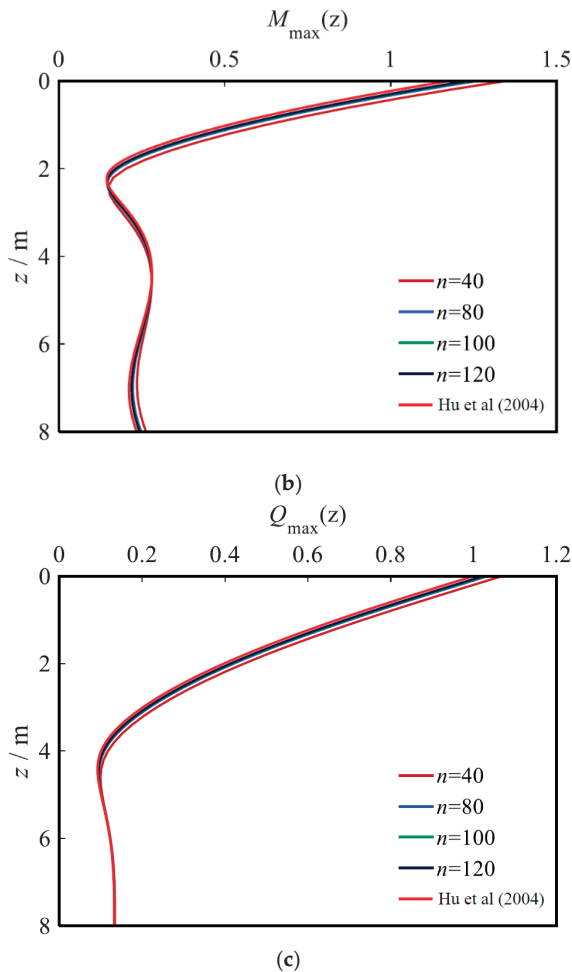 M_max(z)
0 0.5 1 1.5
0
2
4
6
8
z / m
n=40
n=80
n=100
n=120
Hu et al (2004)
(b)
Q_max(z)
0 0.2 0.4 0.6 0.8 1 1.2
0
2
4
6
8
z / m
n=40
n=80
n=100
n=120
Hu et al (2004)
(c)